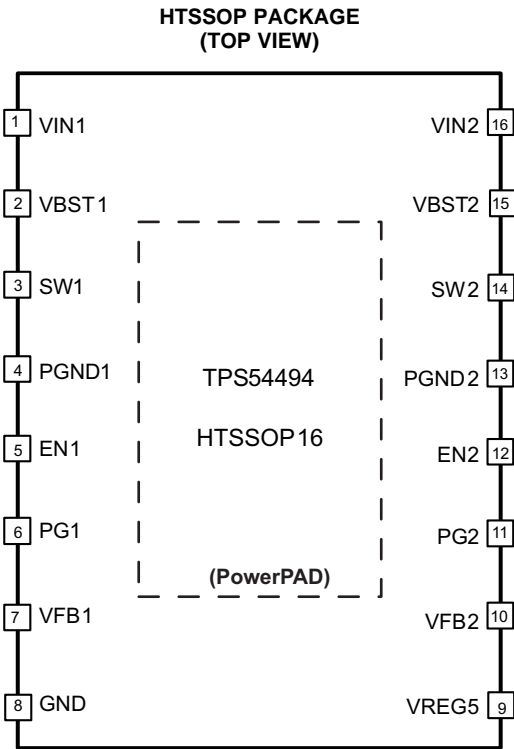 HTSSOP PACKAGE
(TOP VIEW)
1 VIN1 VIN2 16
2 VBST1 VBST2 15
3 SW1 SW2 14
4 PGND1 TPS54494 PGND2 13
5 EN1 HTSSOP16 EN2 12
6 PG1 PG2 11
(PowerPAD)
7 VFB1 VFB2 10
8 GND VREG5 9